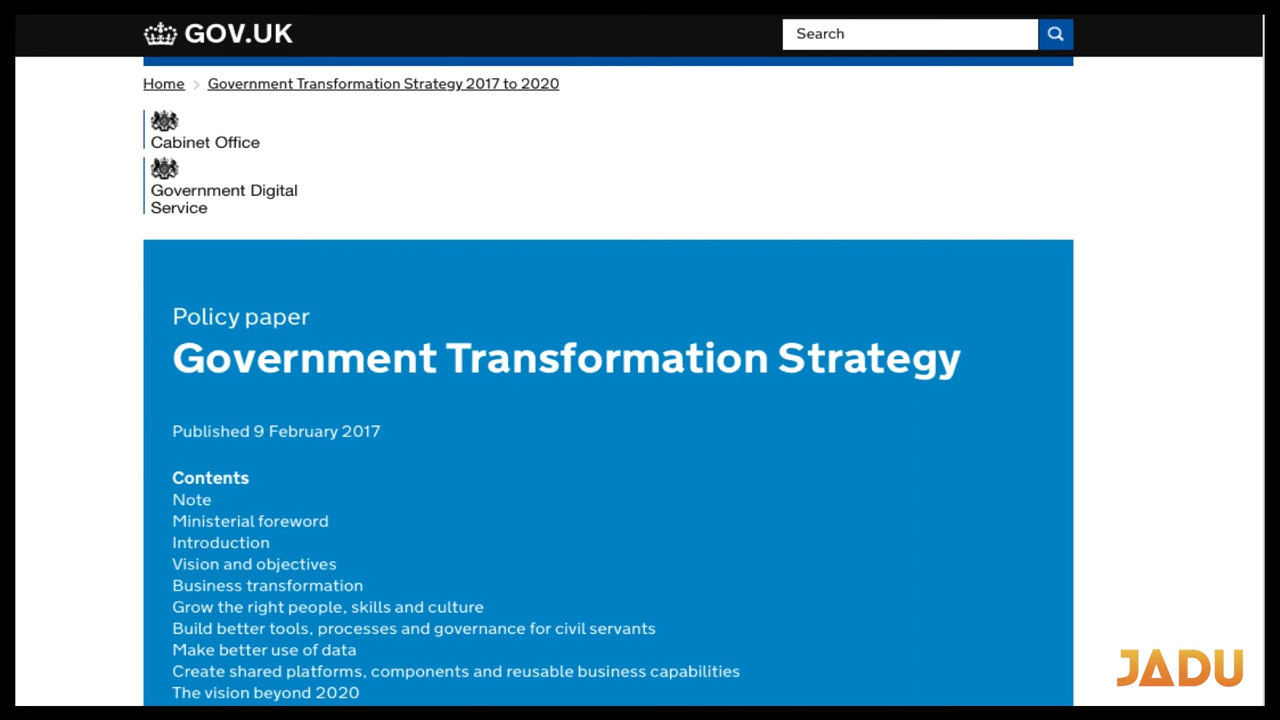 GOV.UK
Search
Home > Government Transformation Strategy 2017 to 2020
Cabinet Office
Government Digital
Service
Policy paper
Government Transformation Strategy
Published 9 February 2017
Contents
Note
Ministerial foreword
Introduction
Vision and objectives
Business transformation
Grow the right people, skills and culture
Build better tools, processes and governance for civil servants
Make better use of data
Create shared platforms, components and reusable business capabilities
The vision beyond 2020
JADU